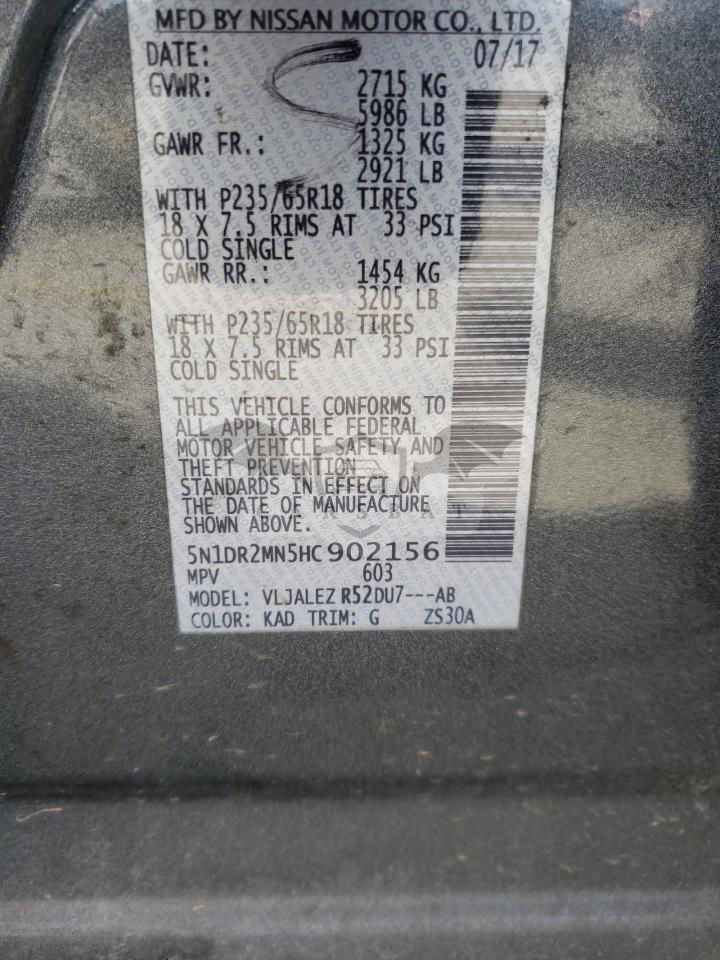 MFD BY NISSAN MOTOR CO., LTD.
DATE: 07/17
GVWR: 2715 KG
5986 LB
GAWR FR.: 1325 KG
2921 LB
WITH P235/65R18 TIRES
18 X 7.5 RIMS AT 33 PSI
COLD SINGLE
GAWR RR.: 1454 KG
3205 LB
WITH P235/65R18 TIRES
18 X 7.5 RIMS AT 33 PSI
COLD SINGLE
THIS VEHICLE CONFORMS TO
ALL APPLICABLE FEDERAL
MOTOR VEHICLE SAFETY AND
THEFT PREVENTION
STANDARDS IN EFFECT ON
THE DATE OF MANUFACTURE
SHOWN ABOVE.
5N1DR2MN5HC902156
MPV 603
MODEL: VLJALEZ R52DU7---AB
COLOR: KAD TRIM: G ZS30A